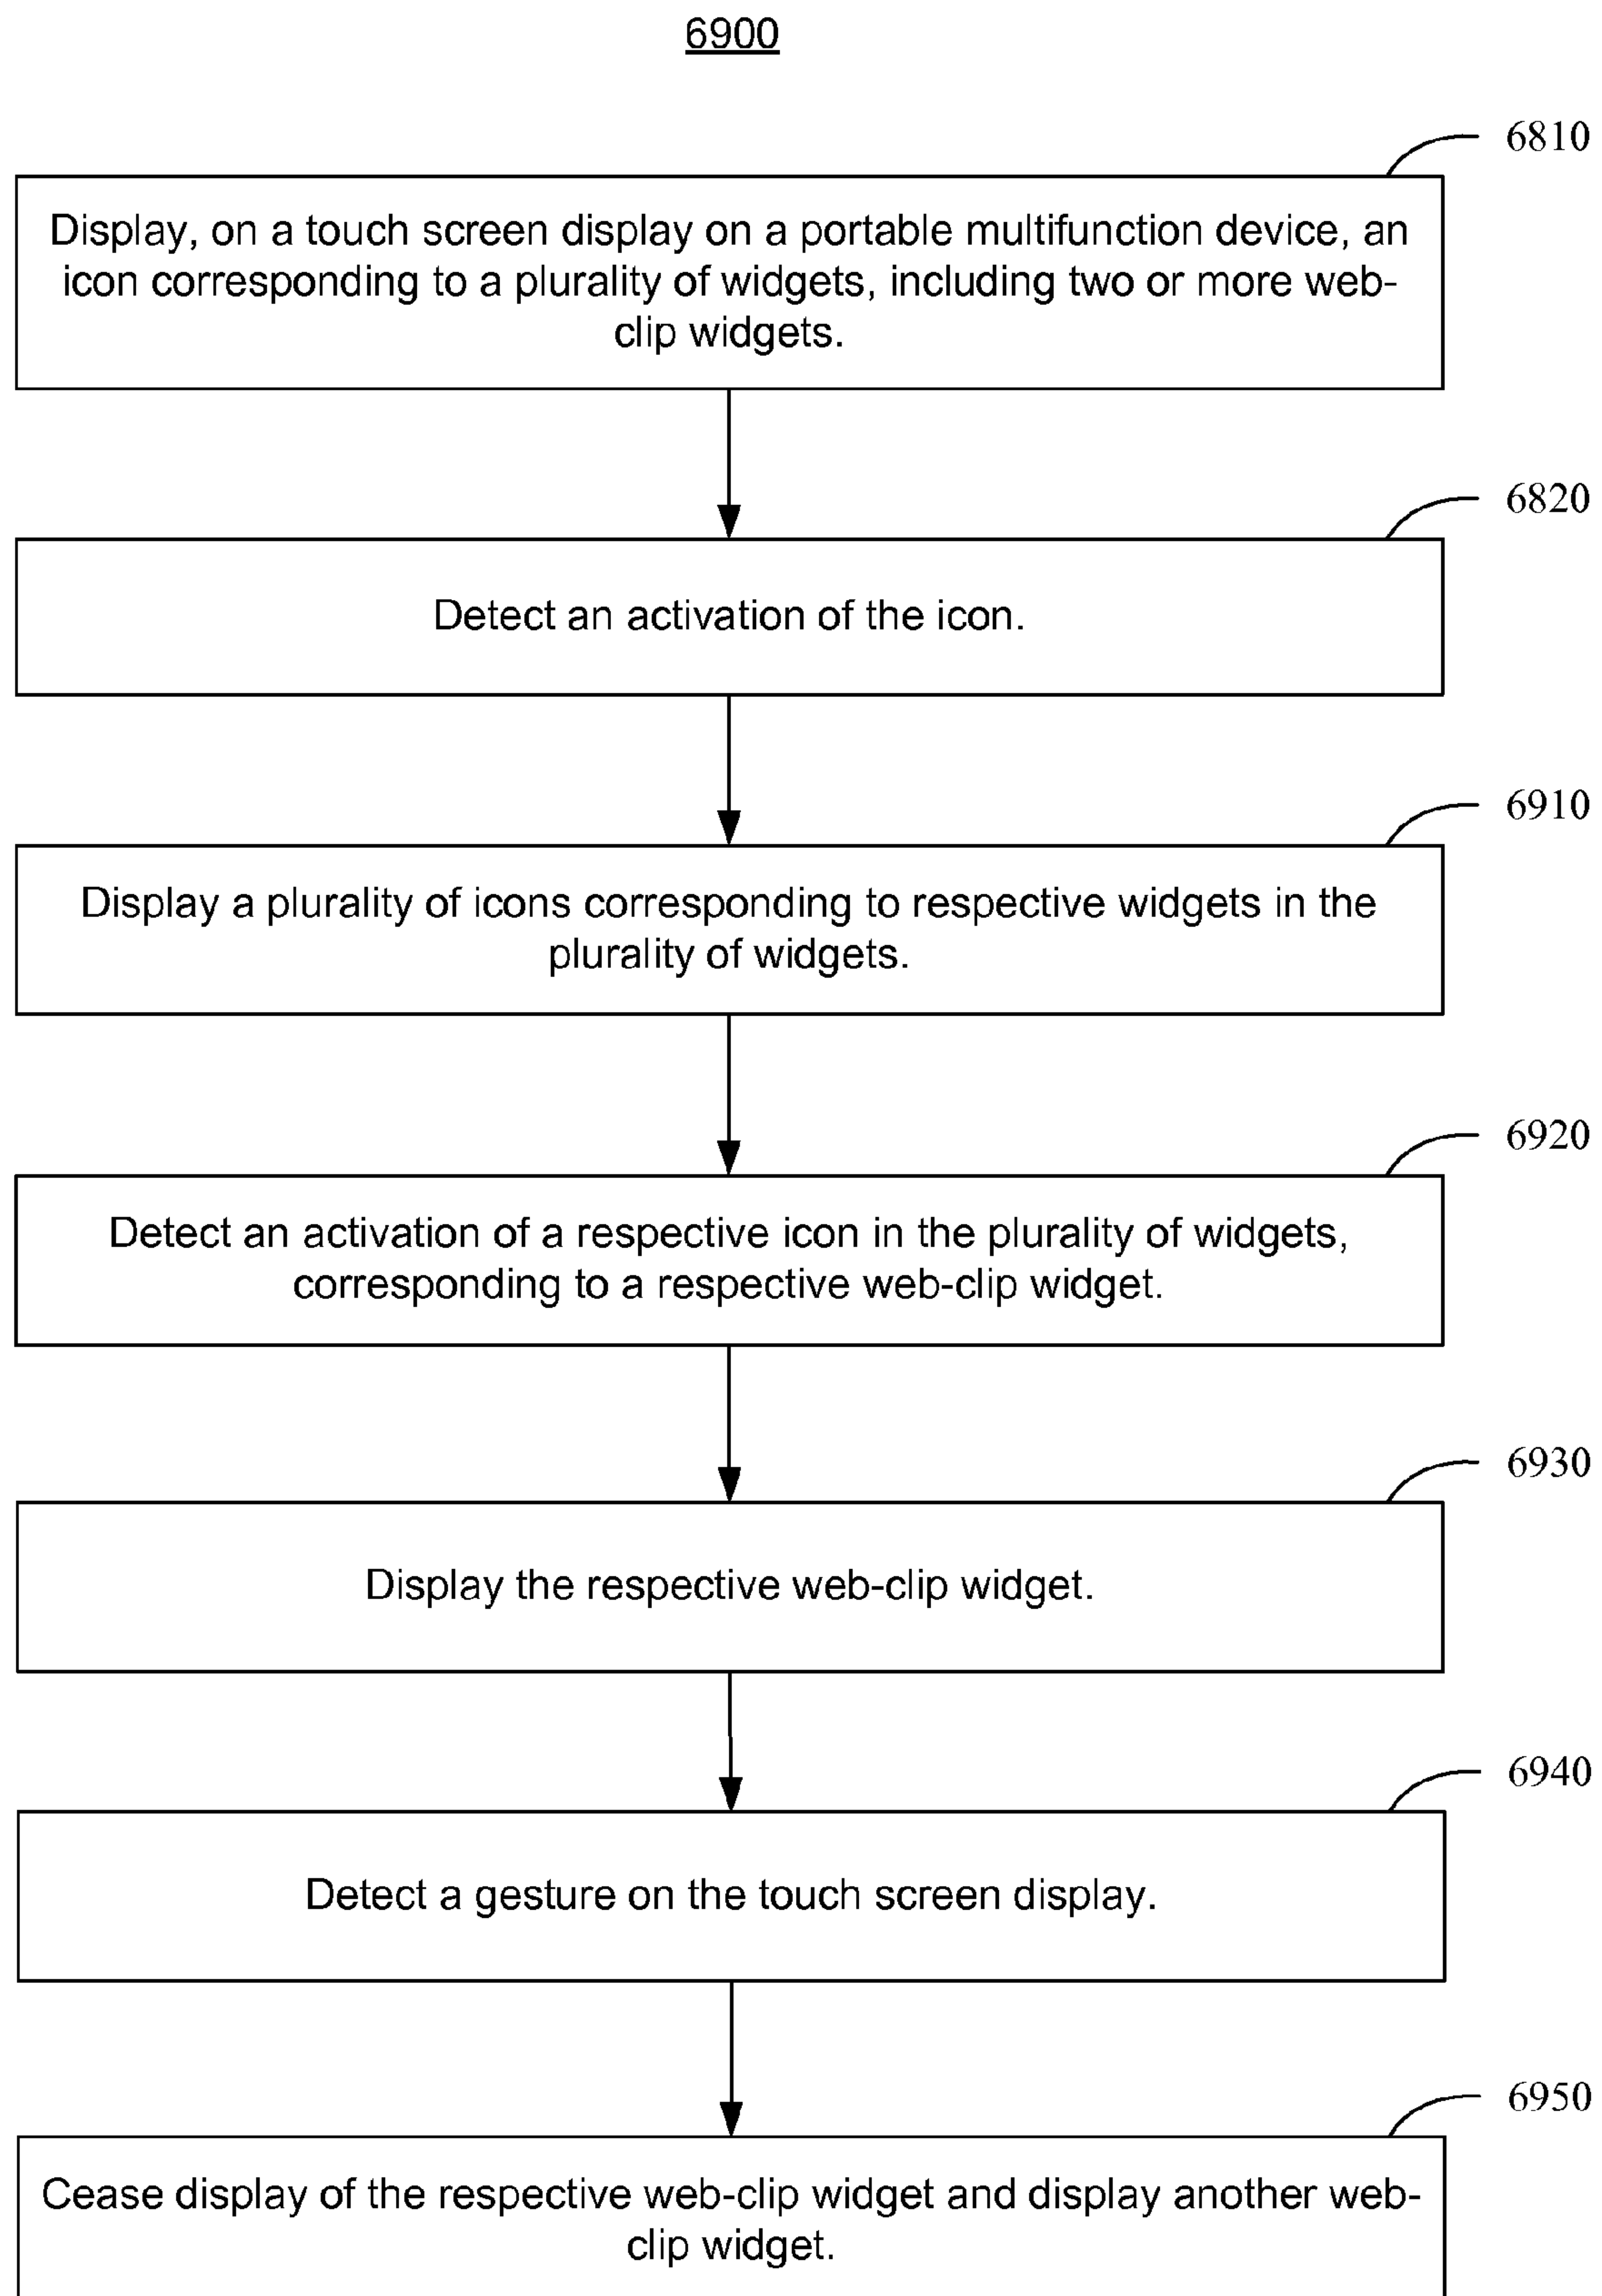 6900
6810
Display, on a touch screen display on a portable multifunction device, an
icon corresponding to a plurality of widgets, including two or more web-
clip widgets.
6820
Detect an activation of the icon.
6910
Display a plurality of icons corresponding to respective widgets in the
plurality of widgets.
6920
Detect an activation of a respective icon in the plurality of widgets,
corresponding to a respective web-clip widget.
6930
Display the respective web-clip widget.
6940
Detect a gesture on the touch screen display.
6950
Cease display of the respective web-clip widget and display another web-
clip widget.